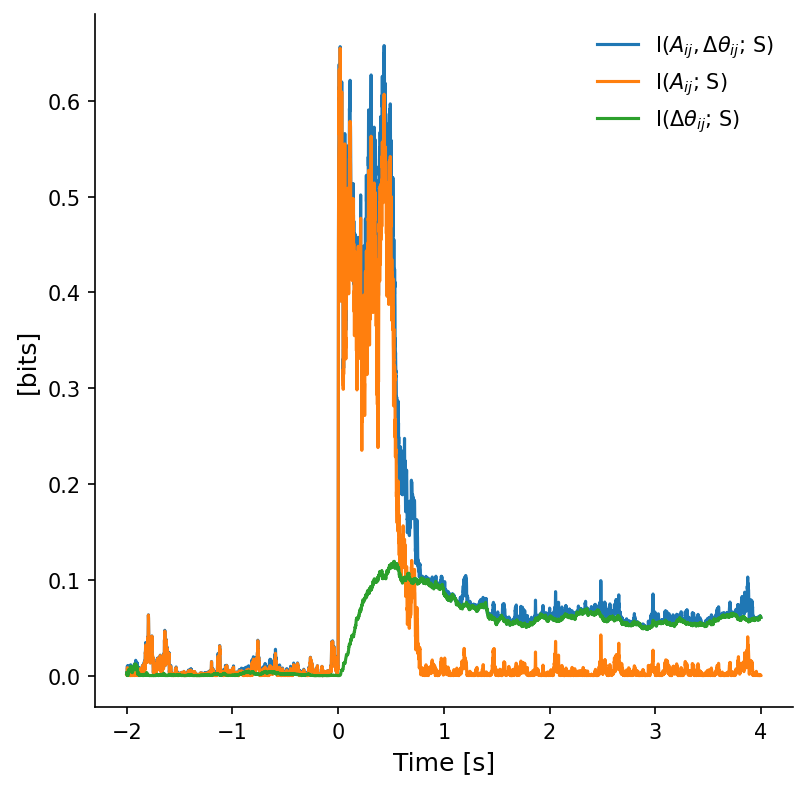 I(A_ij, Δθ_ij; S)
I(A_ij; S)
I(Δθ_ij; S)
[bits]
0.6
0.5
0.4
0.3
0.2
0.1
0.0
−2 −1 0 1 2 3 4
Time [s]